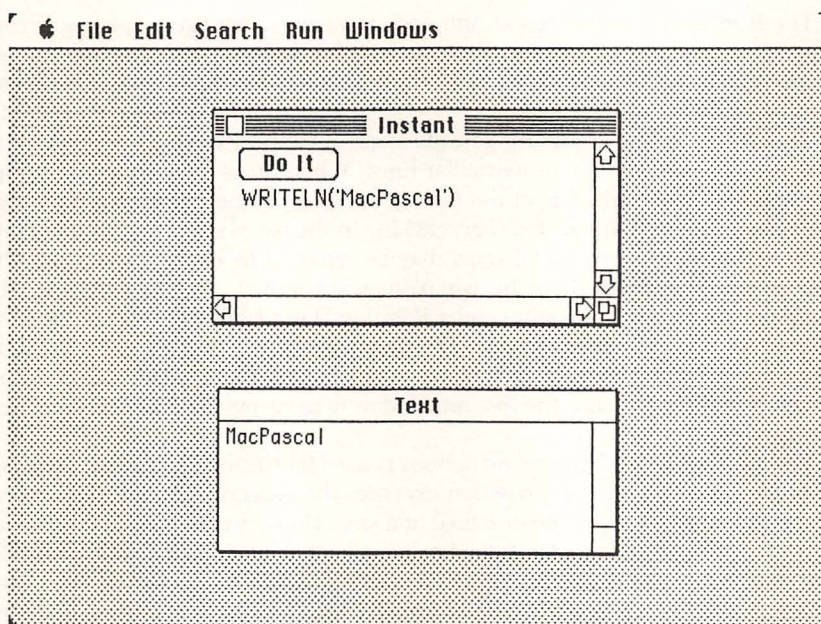 File Edit Search Run Windows
Instant
Do It
WRITELN('MacPascal')
Text
MacPascal